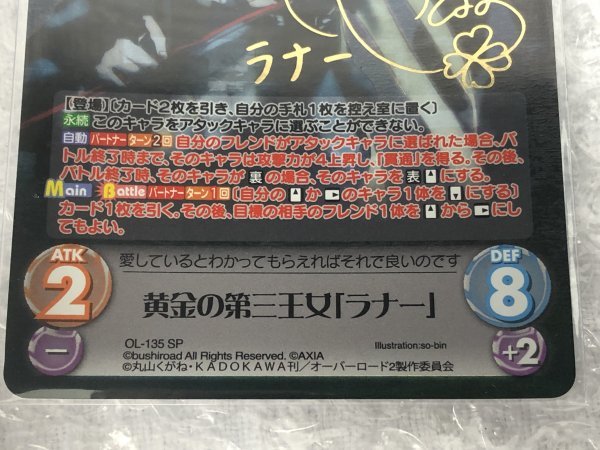 ラナー
【登場】〔カード2枚を引き、自分の手札1枚を控え室に置く〕
永続 このキャラをアタックキャラに選ぶことができない。
自動 パートナー ターン2回 自分のフレンドがアタックキャラに選ばれた場合、バ
トル終了時まで、そのキャラは攻撃力が4上昇し、『貫通』を得る。その後、
バトル終了時、そのキャラが裏の場合、そのキャラを表にする。
Main Battle パートナー ターン1回 〔自分のかのキャラ1体をにする〕
カード1枚を引く。その後、目標の相手のフレンド1体をからにし
てもよい。
ATK
2
愛しているとわかってもらえればそれで良いのです
DEF
8
黄金の第三王女「ラナー」
OL-135 SP
Illustration:so-bin
−
+2
©bushiroad All Rights Reserved. ©AXIA
©丸山くがね・KADOKAWA刊／オーバーロード2製作委員会